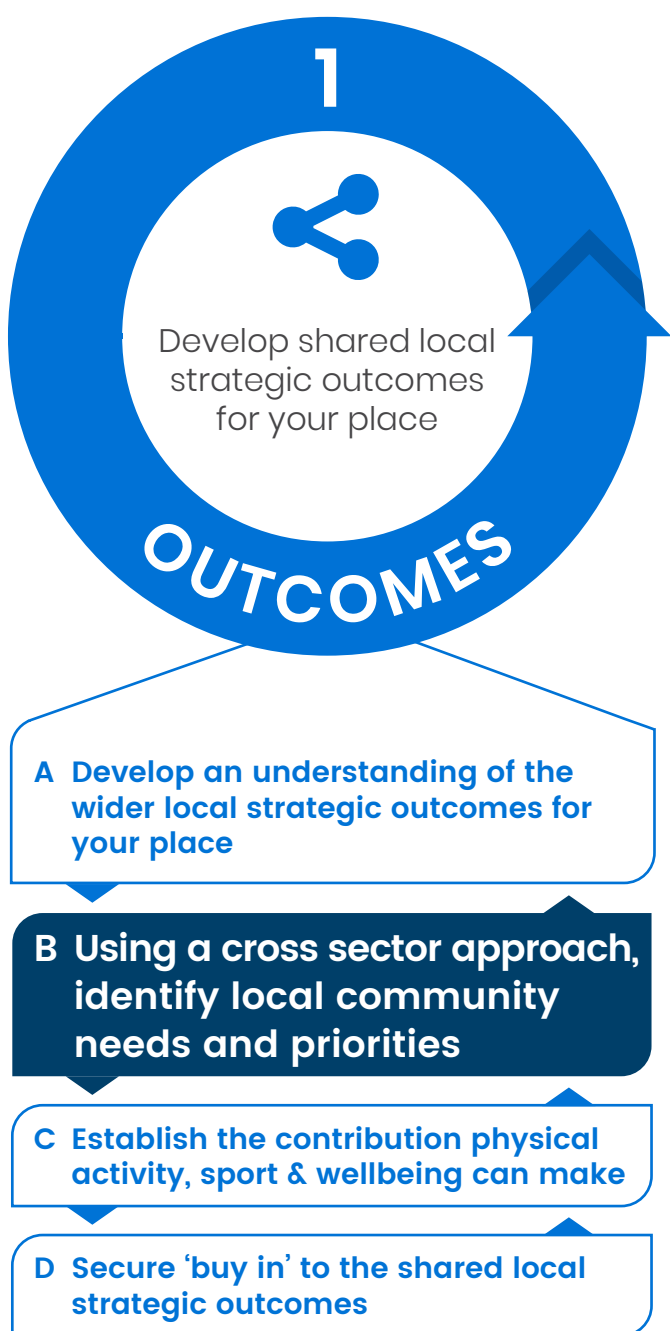 1
Develop shared local
strategic outcomes
for your place
OUTCOMES
A Develop an understanding of the
wider local strategic outcomes for
your place
B Using a cross sector approach,
identify local community
needs and priorities
C Establish the contribution physical
activity, sport & wellbeing can make
D Secure ‘buy in’ to the shared local
strategic outcomes